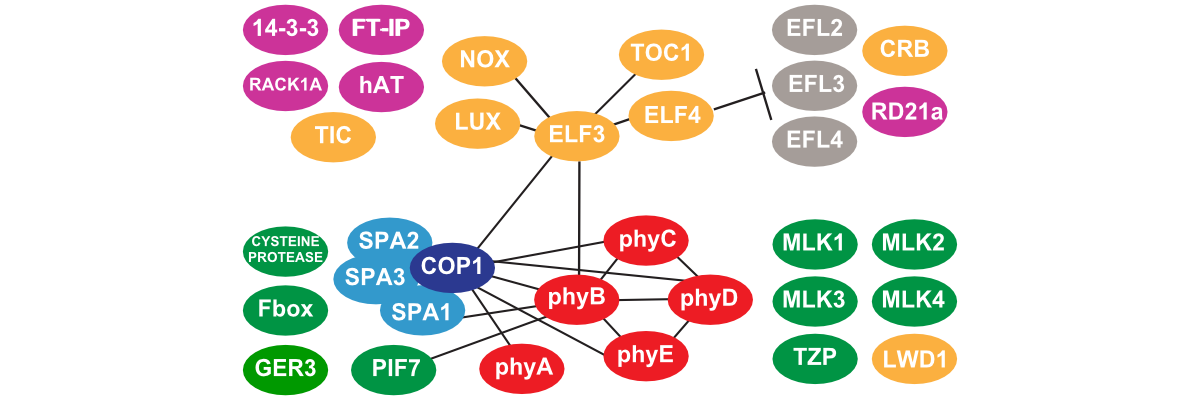 14-3-3
FT-IP
RACK1A
hAT
TIC
NOX
TOC1
LUX
ELF3
ELF4
EFL2
CRB
EFL3
RD21a
EFL4
CYSTEINE
PROTEASE
SPA2
SPA3
COP1
SPA1
Fbox
GER3
PIF7
phyA
phyB
phyC
phyD
phyE
MLK1
MLK2
MLK3
MLK4
TZP
LWD1